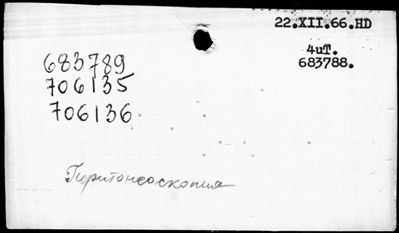 22.XII.66.HD
4uT.
683788.
683789
706135
706136
Перитонеоскопия